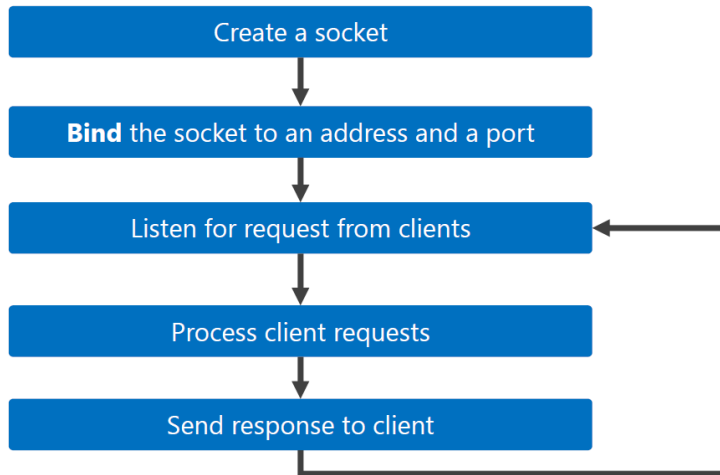 Create a socket
Bind the socket to an address and a port
Listen for request from clients
Process client requests
Send response to client